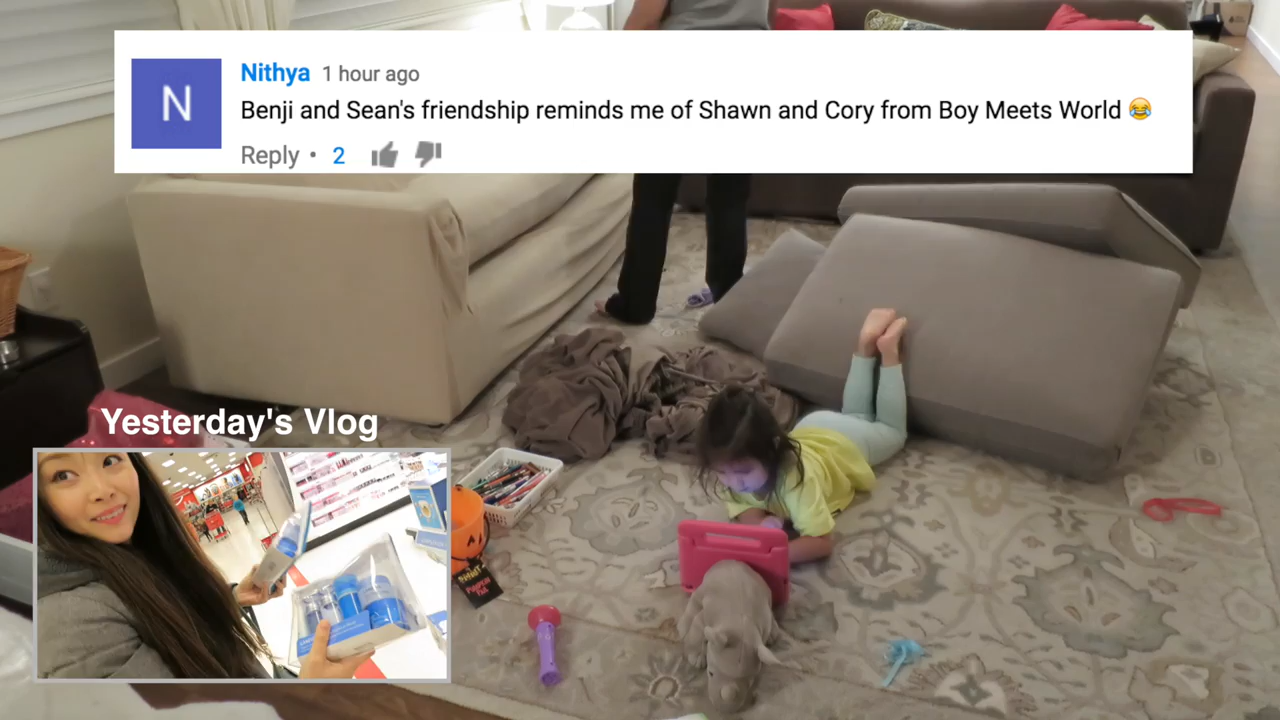 N
Nithya 1 hour ago
Benji and Sean's friendship reminds me of Shawn and Cory from Boy Meets World 😂
Reply • 2
Yesterday's Vlog